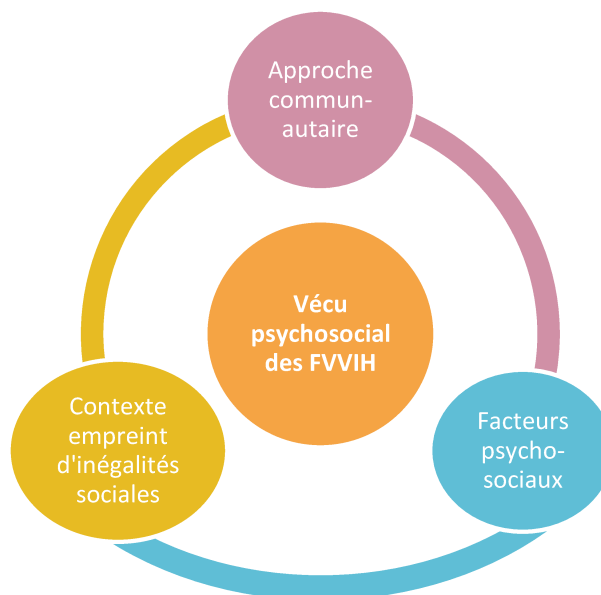 Approche
commun-
autaire
Vécu
psychosocial
des FVVIH
Contexte
empreint
d'inégalités
sociales
Facteurs
psycho-
sociaux